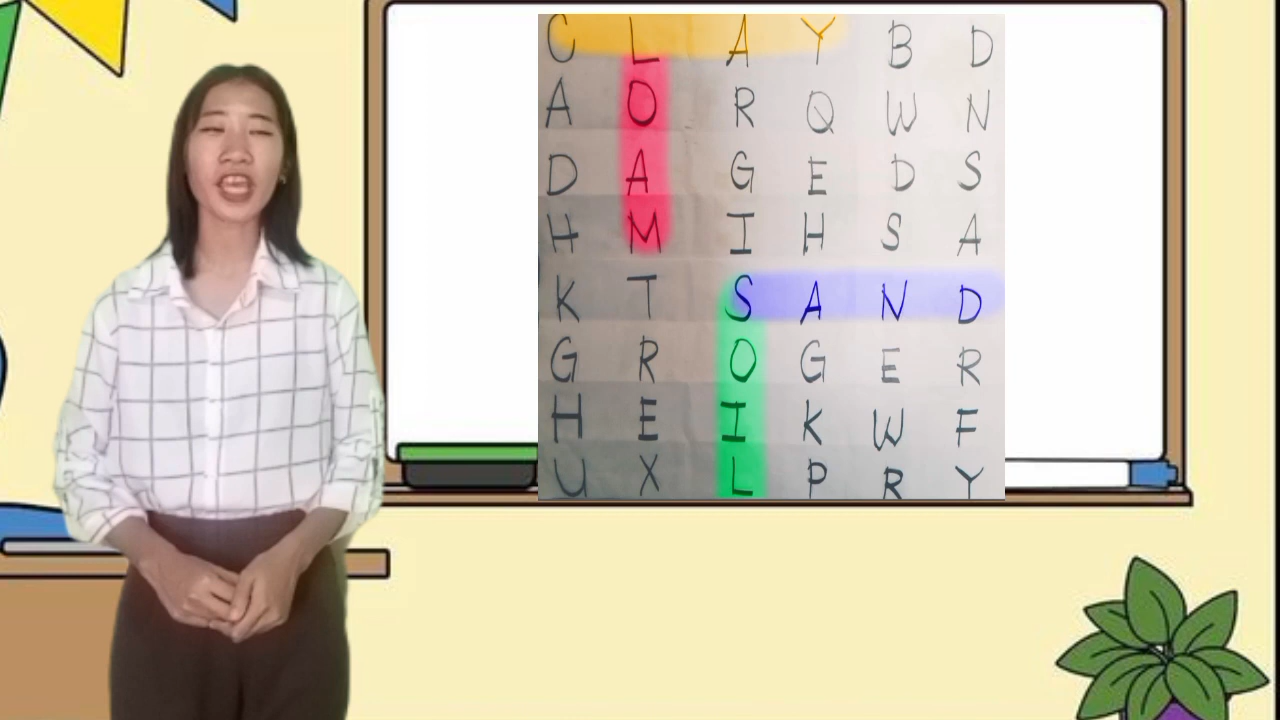 C L A Y B D
A O R Q W N
D A G E D S
H M I H S A
K T S A N D
G R O G E R
H E I K W F
U X L P R Y